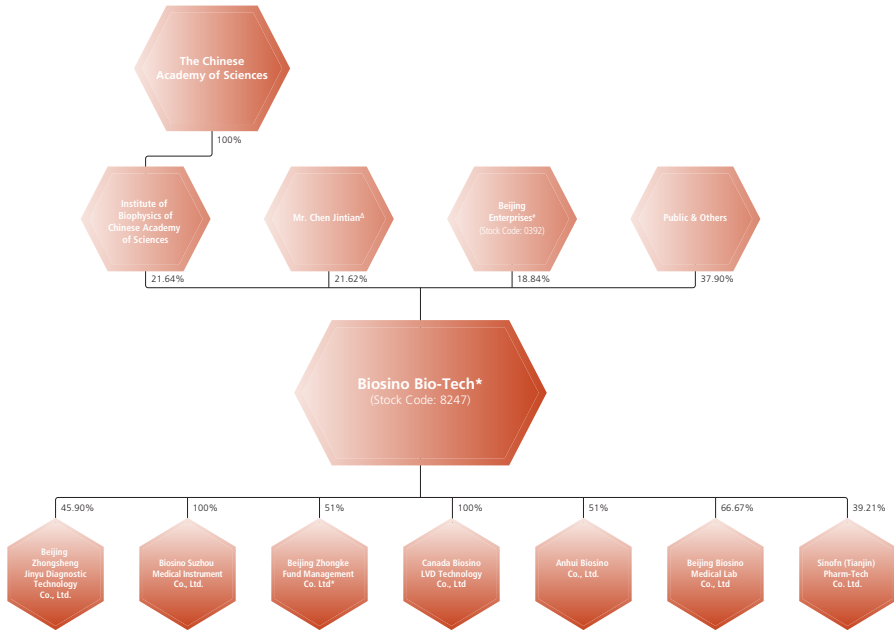 The Chinese
Academy of Sciences
100%
Institute of
Biophysics of
Chinese Academy
of Sciences
Mr. Chen Jintian∆
Beijing
Enterprises#
(Stock Code: 0392)
Public & Others
21.64%
21.62%
18.84%
37.90%
Biosino Bio-Tech*
(Stock Code: 8247)
45.90%
100%
51%
100%
51%
66.67%
39.21%
Beijing
Zhongsheng
Jinyu Diagnostic
Technology
Co., Ltd.
Biosino Suzhou
Medical Instrument
Co., Ltd.
Beijing Zhongke
Fund Management
Co. Ltd*
Canada Biosino
LVD Technology
Co., Ltd
Anhui Biosino
Co., Ltd.
Beijing Biosino
Medical Lab
Co., Ltd
Sinofn (Tianjin)
Pharm-Tech
Co. Ltd.